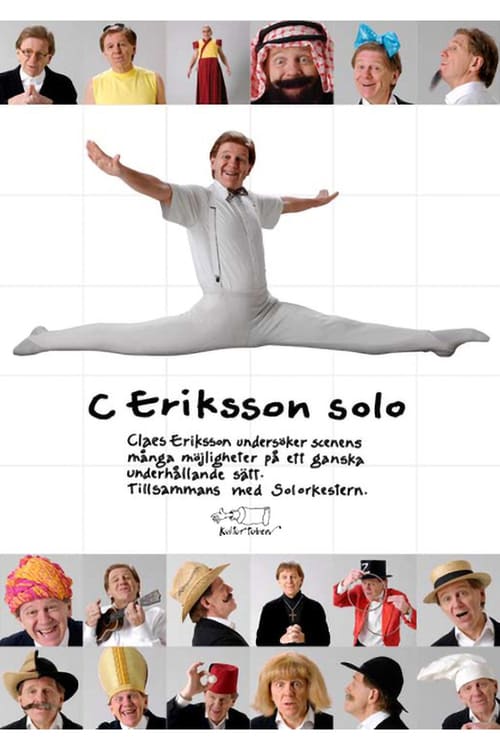 C Eriksson solo
Claes Eriksson undersöker scenens
många möjligheter på ett ganska
underhållande sätt.
Tillsammans med Solorkestern.
Kulturtuben